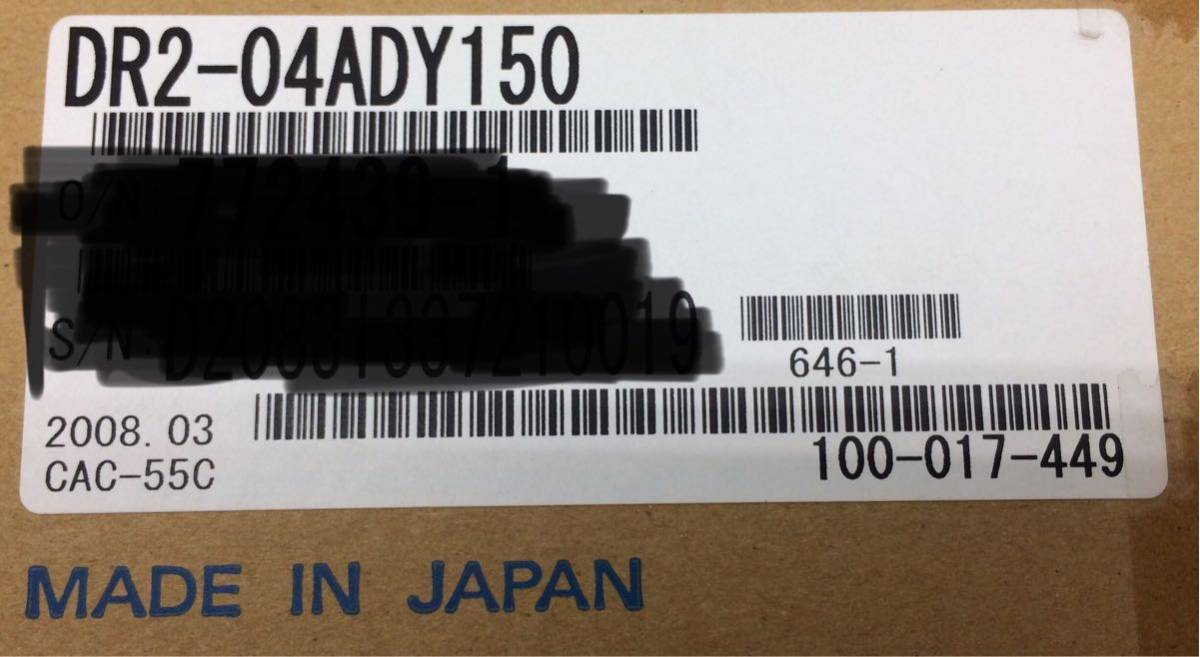 DR2-04ADY150
O/N
S/N
646-1
2008.03
CAC-55C
100-017-449
MADE IN JAPAN